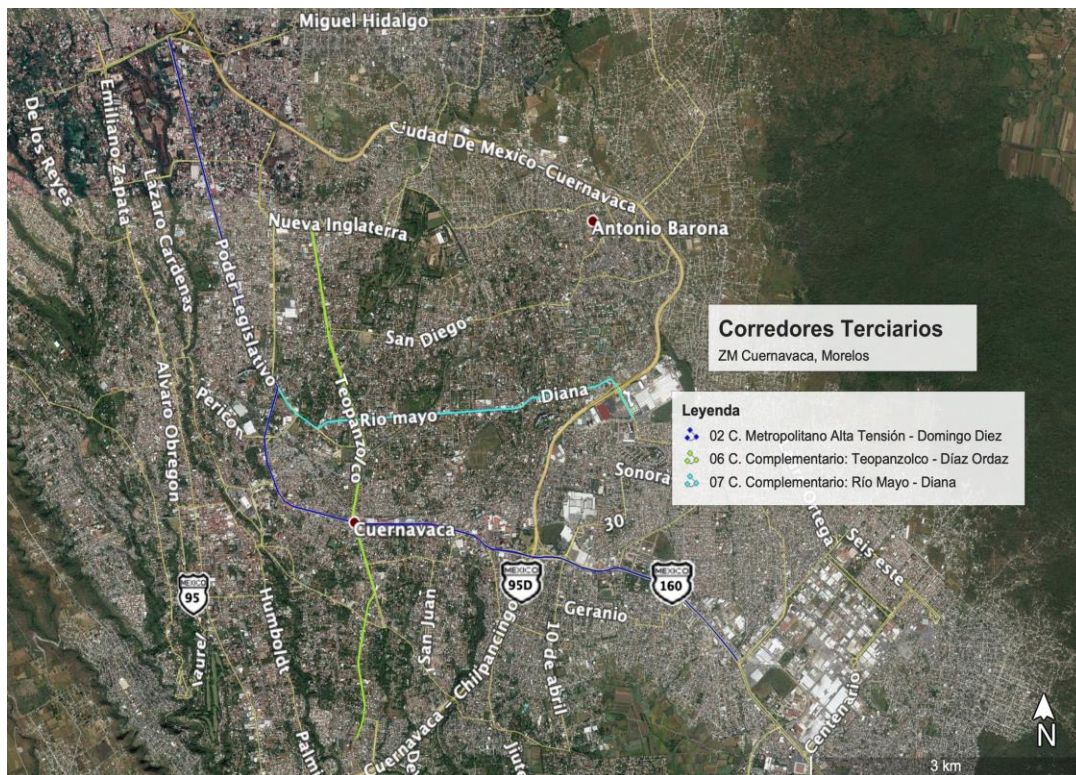 Miguel Hidalgo
De los Reyes
Emiliano Zapata
Lázaro Cardenas
Ciudad De Mexico-Cuernavaca
Nueva Inglaterra
Antonio Barona
Poder Legislativo
San Diego
Corredores Terciarios
ZM Cuernavaca, Morelos
Alvaro Obregon
Perico
Teopanzolco
Rio mayo
Diana
Leyenda
02 C. Metropolitano Alta Tensión - Domingo Diez
06 C. Complementario: Teopanzolco - Díaz Ordaz
07 C. Complementario: Río Mayo - Diana
Sonora
30
Ortega
Seis este
Cuernavaca
MEXICO
95
MEXICO
95D
MEXICO
160
Humboldt
San Juan
Geranio
10 de abril
Cuernavaca - Chilpancingo
Centenario
Palmi
N
3 km